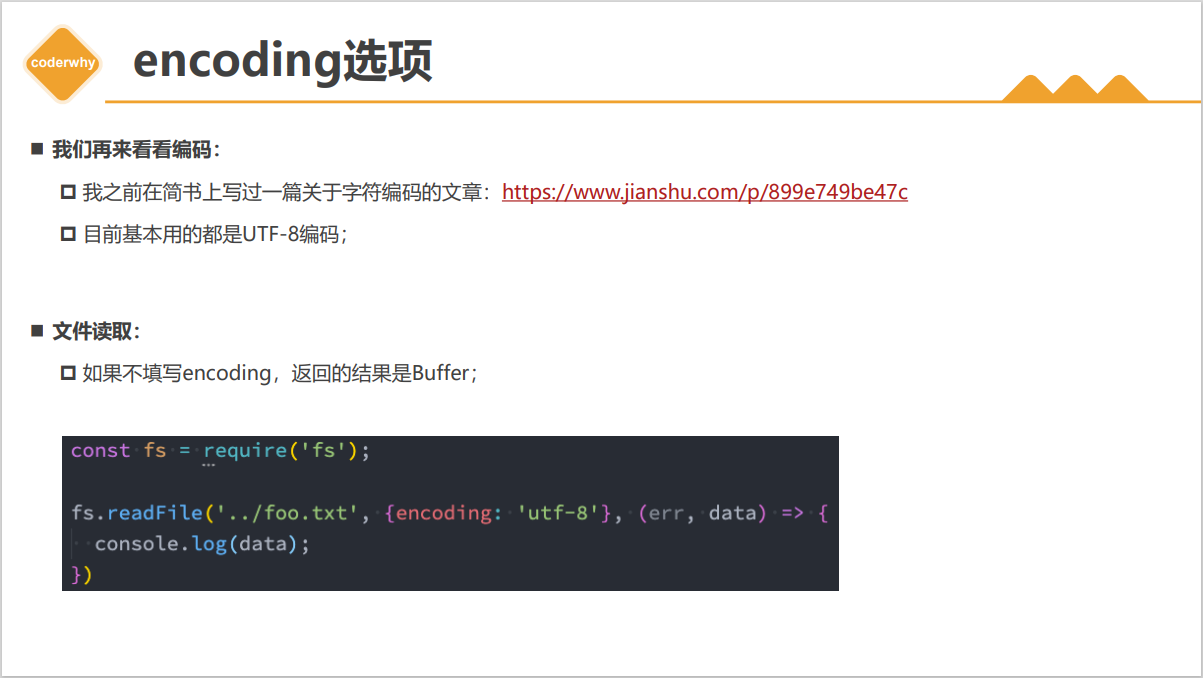 coderwhy
encoding选项
我们再来看看编码：
我之前在简书上写过一篇关于字符编码的文章：https://www.jianshu.com/p/899e749be47c
目前基本用的都是UTF-8编码；
文件读取：
如果不填写encoding，返回的结果是Buffer；
const fs = require('fs');
fs.readFile('../foo.txt', {encoding: 'utf-8'}, (err, data) => {
  console.log(data);
})